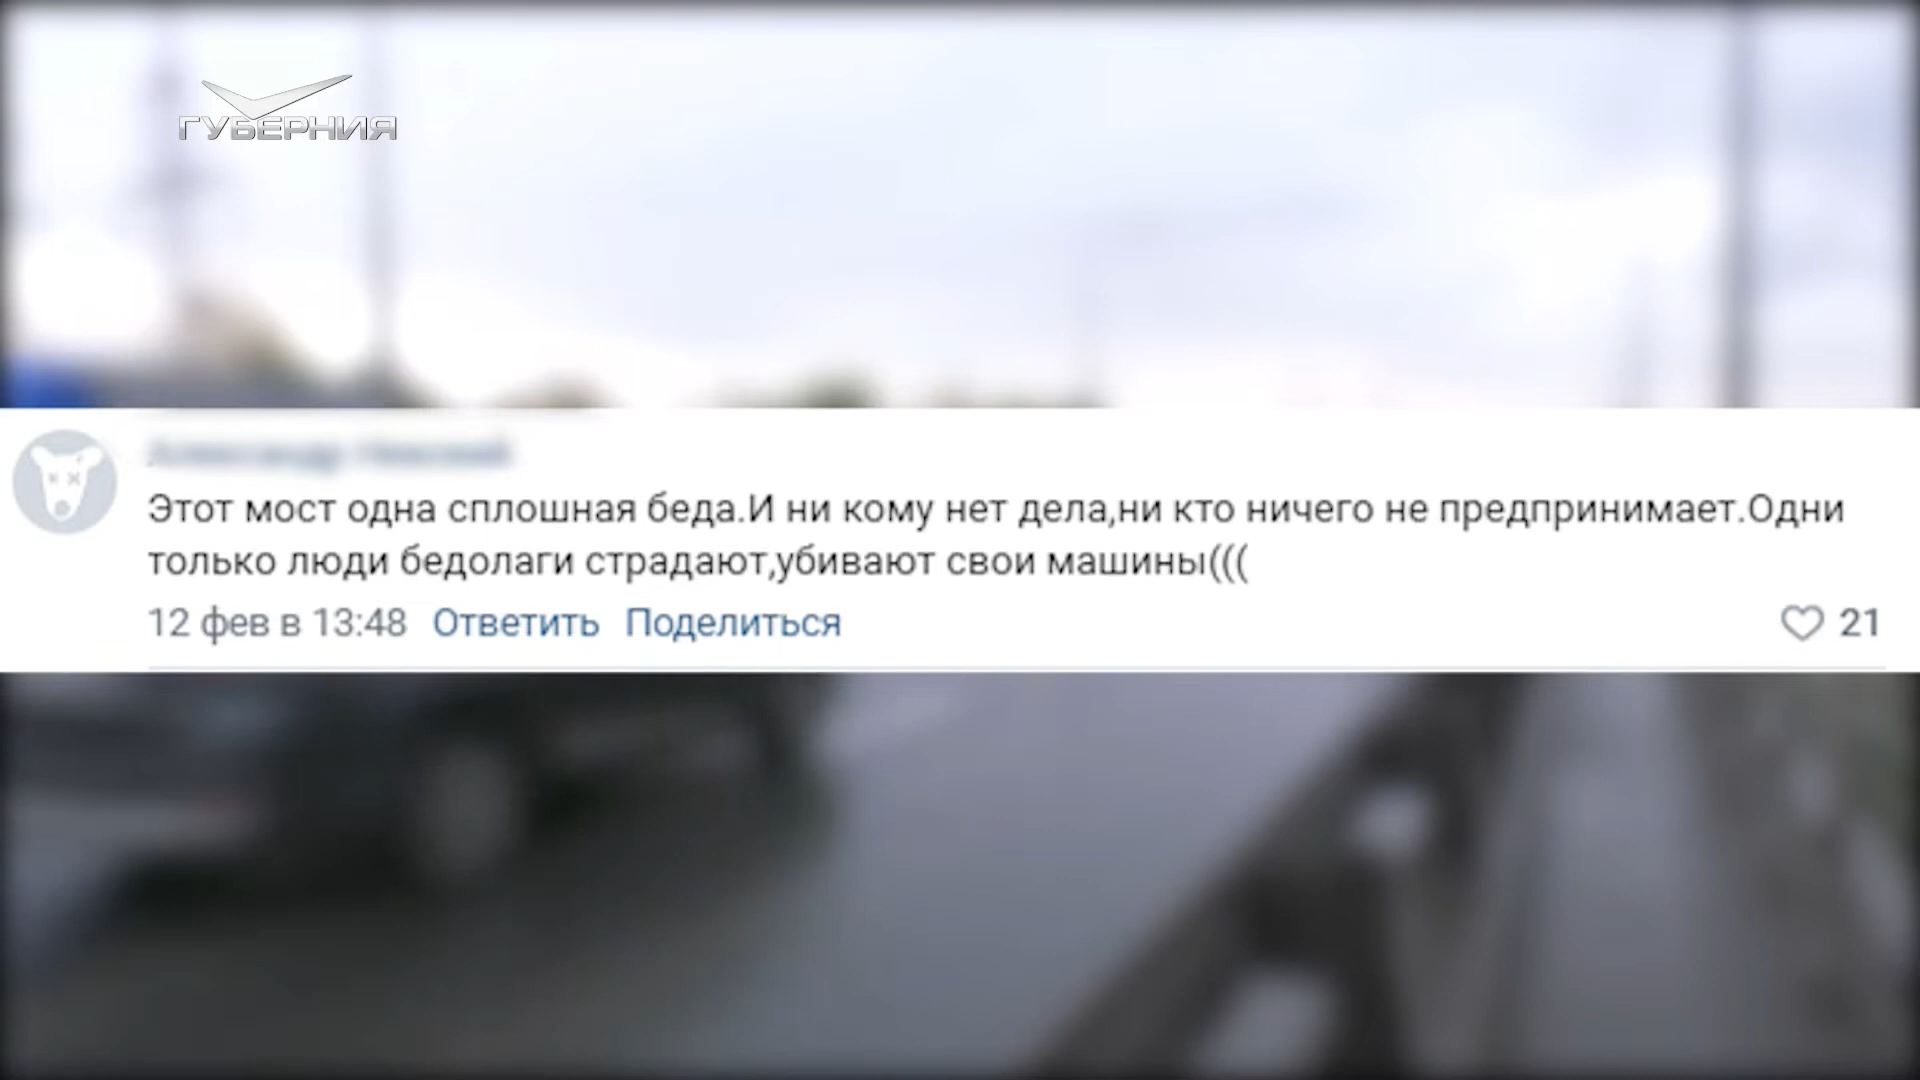 ГУБЕРНИЯ
Этот мост одна сплошная беда.И ни кому нет дела,ни кто ничего не предпринимает.Одни
только люди бедолаги страдают,убивают свои машины(((
12 фев в 13:48 Ответить Поделиться 21